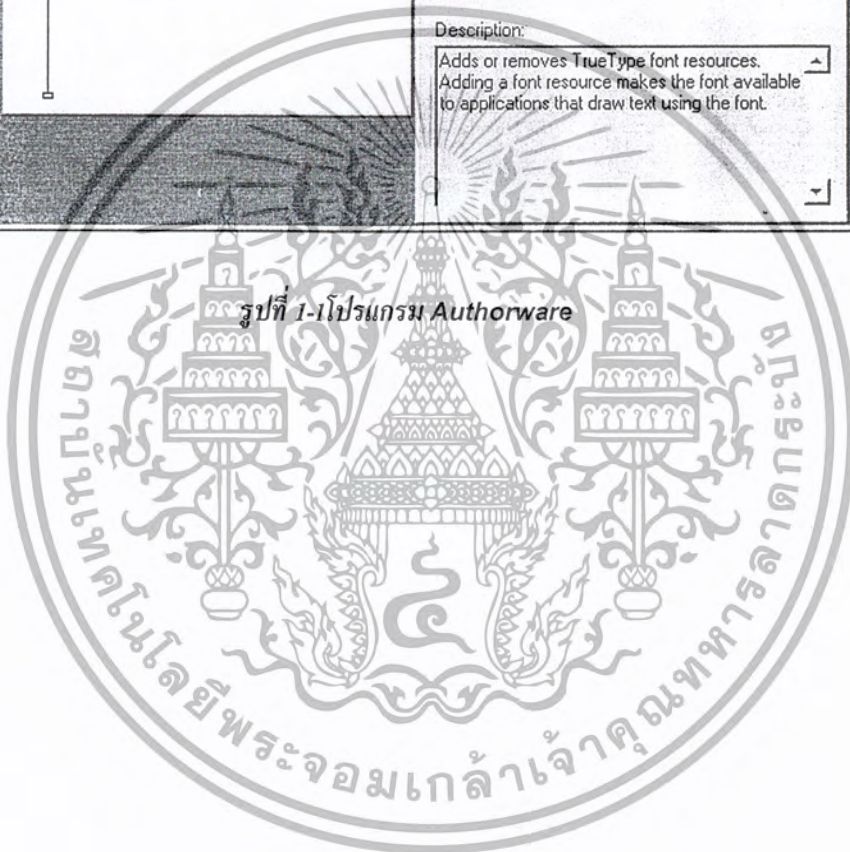 Description:
Adds or removes TrueType font resources.
Adding a font resource makes the font available
to applications that draw text using the font.
รูปที่ 1-1โปรแกรม Authorware
สถาบันเทคโนโลยีพระจอมเกล้าเจ้าคุณทหารลาดกระบัง